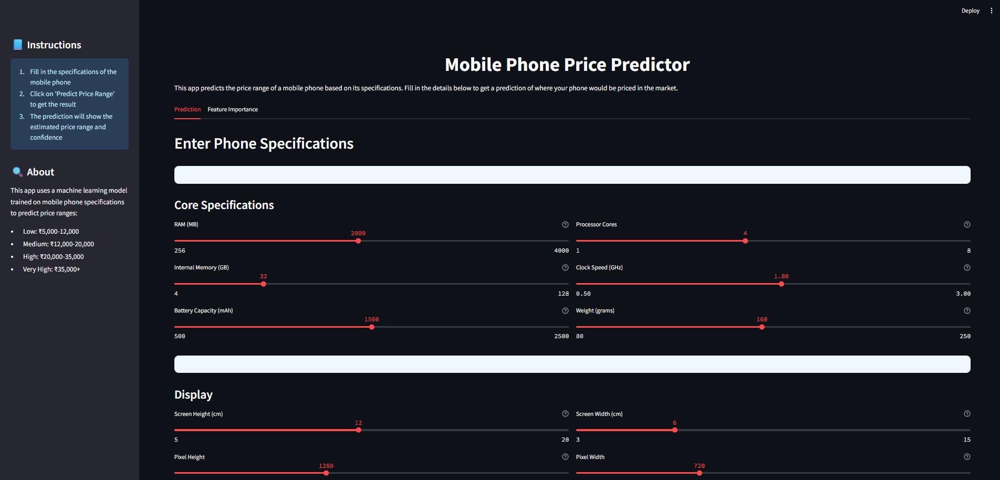 Deploy
Instructions
1. Fill in the specifications of the
mobile phone
2. Click on 'Predict Price Range'
to get the result
3. The prediction will show the
estimated price range and
confidence
About
This app uses a machine learning model
trained on mobile phone specifications
to predict price ranges:
• Low: ₹5,000-12,000
• Medium: ₹12,000-20,000
• High: ₹20,000-35,000
• Very High: ₹35,000+
Mobile Phone Price Predictor
This app predicts the price range of a mobile phone based on its specifications. Fill in the details below to get a prediction of where your phone would be priced in the market.
Prediction Feature Importance
Enter Phone Specifications
Core Specifications
RAM (MB)
2000
256 4000
Processor Cores
4
1 8
Internal Memory (GB)
32
4 128
Clock Speed (GHz)
1.80
0.50 3.00
Battery Capacity (mAh)
1500
500 2500
Weight (grams)
160
80 250
Display
Screen Height (cm)
12
5 20
Screen Width (cm)
6
3 15
Pixel Height
1280
Pixel Width
720